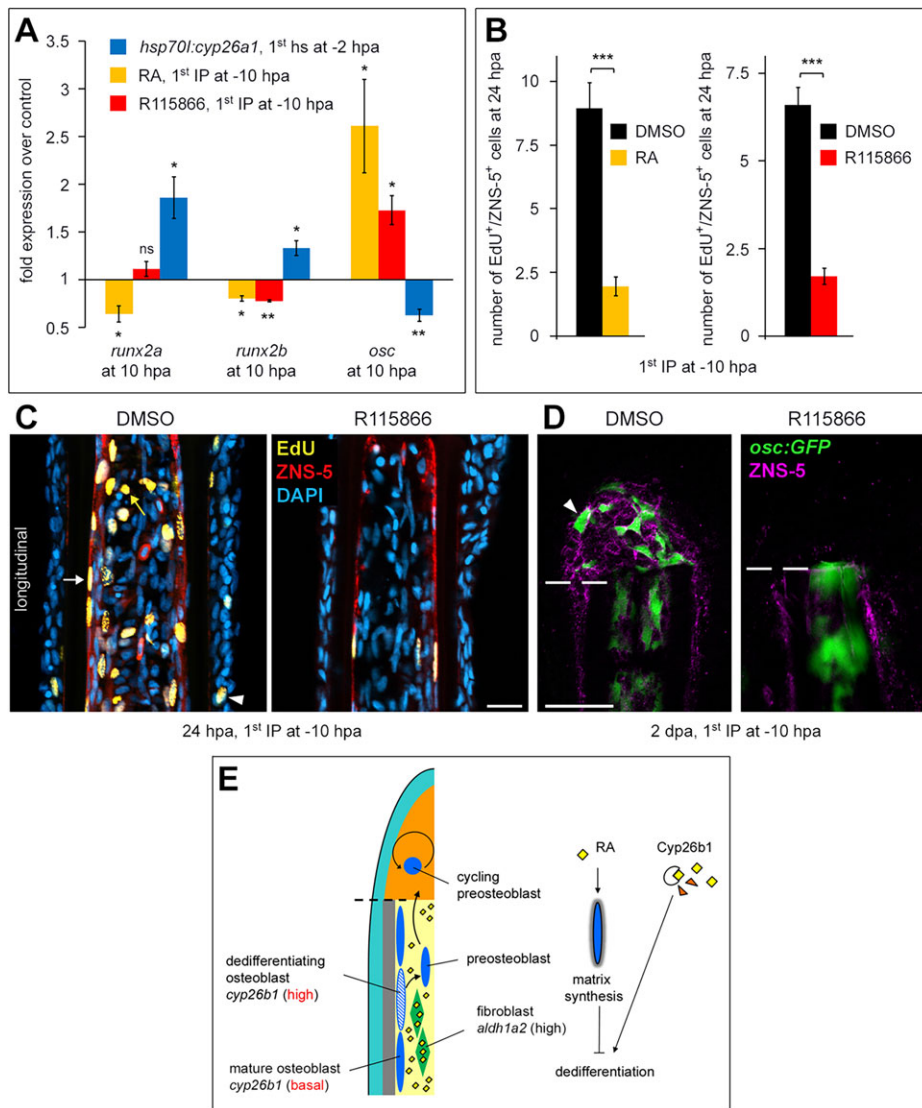 A
3.5
3
2.5
2
1.5
1
0.5
fold expression over control
hsp70l:cyp26a1, 1st hs at -2 hpa
RA, 1st IP at -10 hpa
R115866, 1st IP at -10 hpa
*
ns
*
*
**
*
*
*
**
runx2a
at 10 hpa
runx2b
at 10 hpa
osc
at 10 hpa
B
number of EdU+/ZNS-5+ cells at 24 hpa
10
7.5
5
2.5
0
***
DMSO
RA
number of EdU+/ZNS-5+ cells at 24 hpa
7.5
6
4.5
3
1.5
0
***
DMSO
R115866
1st IP at -10 hpa
C
DMSO
R115866
longitudinal
EdU
ZNS-5
DAPI
24 hpa, 1st IP at -10 hpa
D
DMSO
R115866
osc:GFP
ZNS-5
2 dpa, 1st IP at -10 hpa
E
cycling
preosteoblast
dedifferentiating
osteoblast
cyp26b1 (high)
preosteoblast
fibroblast
aldh1a2 (high)
mature osteoblast
cyp26b1 (basal)
RA
Cyp26b1
matrix
synthesis
dedifferentiation